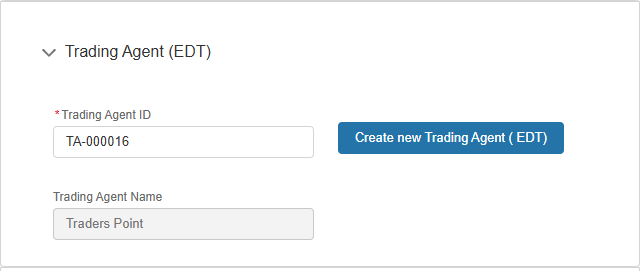 Trading Agent (EDT)
* Trading Agent ID
TA-000016
Create new Trading Agent ( EDT)
Trading Agent Name
Traders Point